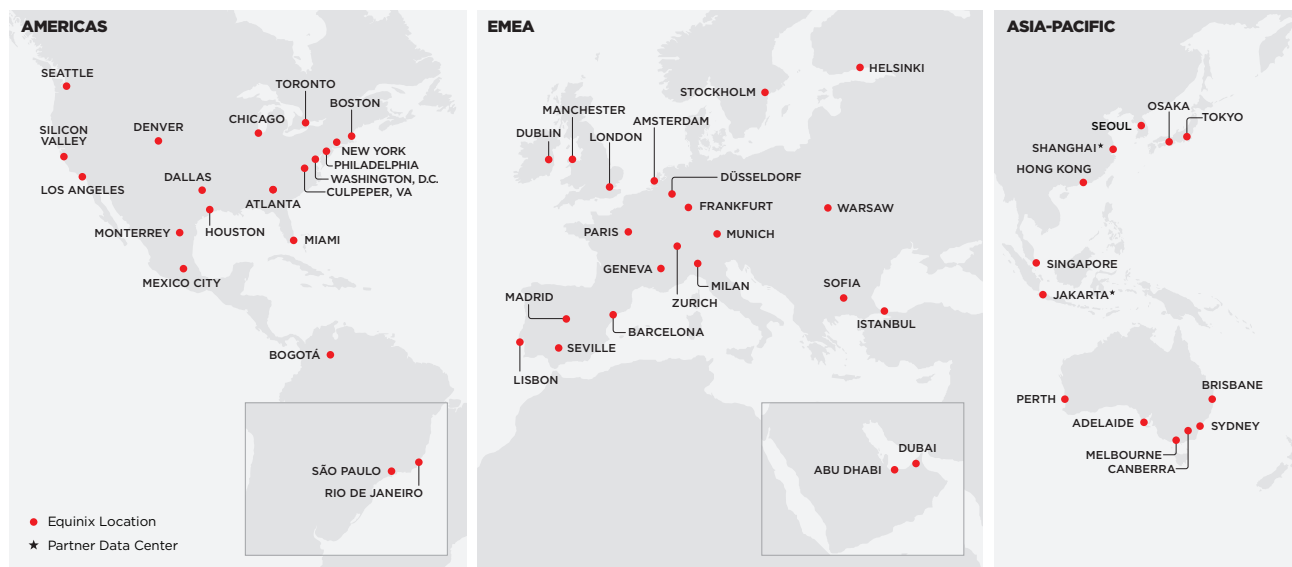 AMERICAS
SEATTLE
TORONTO
BOSTON
CHICAGO
DENVER
SILICON
VALLEY
NEW YORK
PHILADELPHIA
WASHINGTON, D.C.
CULPEPER, VA
LOS ANGELES
DALLAS
ATLANTA
MONTERREY
HOUSTON
MIAMI
MEXICO CITY
BOGOTÁ
SÃO PAULO
RIO DE JANEIRO
Equinix Location
★ Partner Data Center
EMEA
HELSINKI
STOCKHOLM
MANCHESTER
AMSTERDAM
DUBLIN
LONDON
DÜSSELDORF
FRANKFURT
WARSAW
PARIS
MUNICH
GENEVA
MILAN
ZURICH
SOFIA
MADRID
ISTANBUL
BARCELONA
SEVILLE
LISBON
DUBAI
ABU DHABI
ASIA-PACIFIC
OSAKA
TOKYO
SEOUL
SHANGHAI★
HONG KONG
SINGAPORE
JAKARTA★
BRISBANE
PERTH
ADELAIDE
SYDNEY
MELBOURNE
CANBERRA